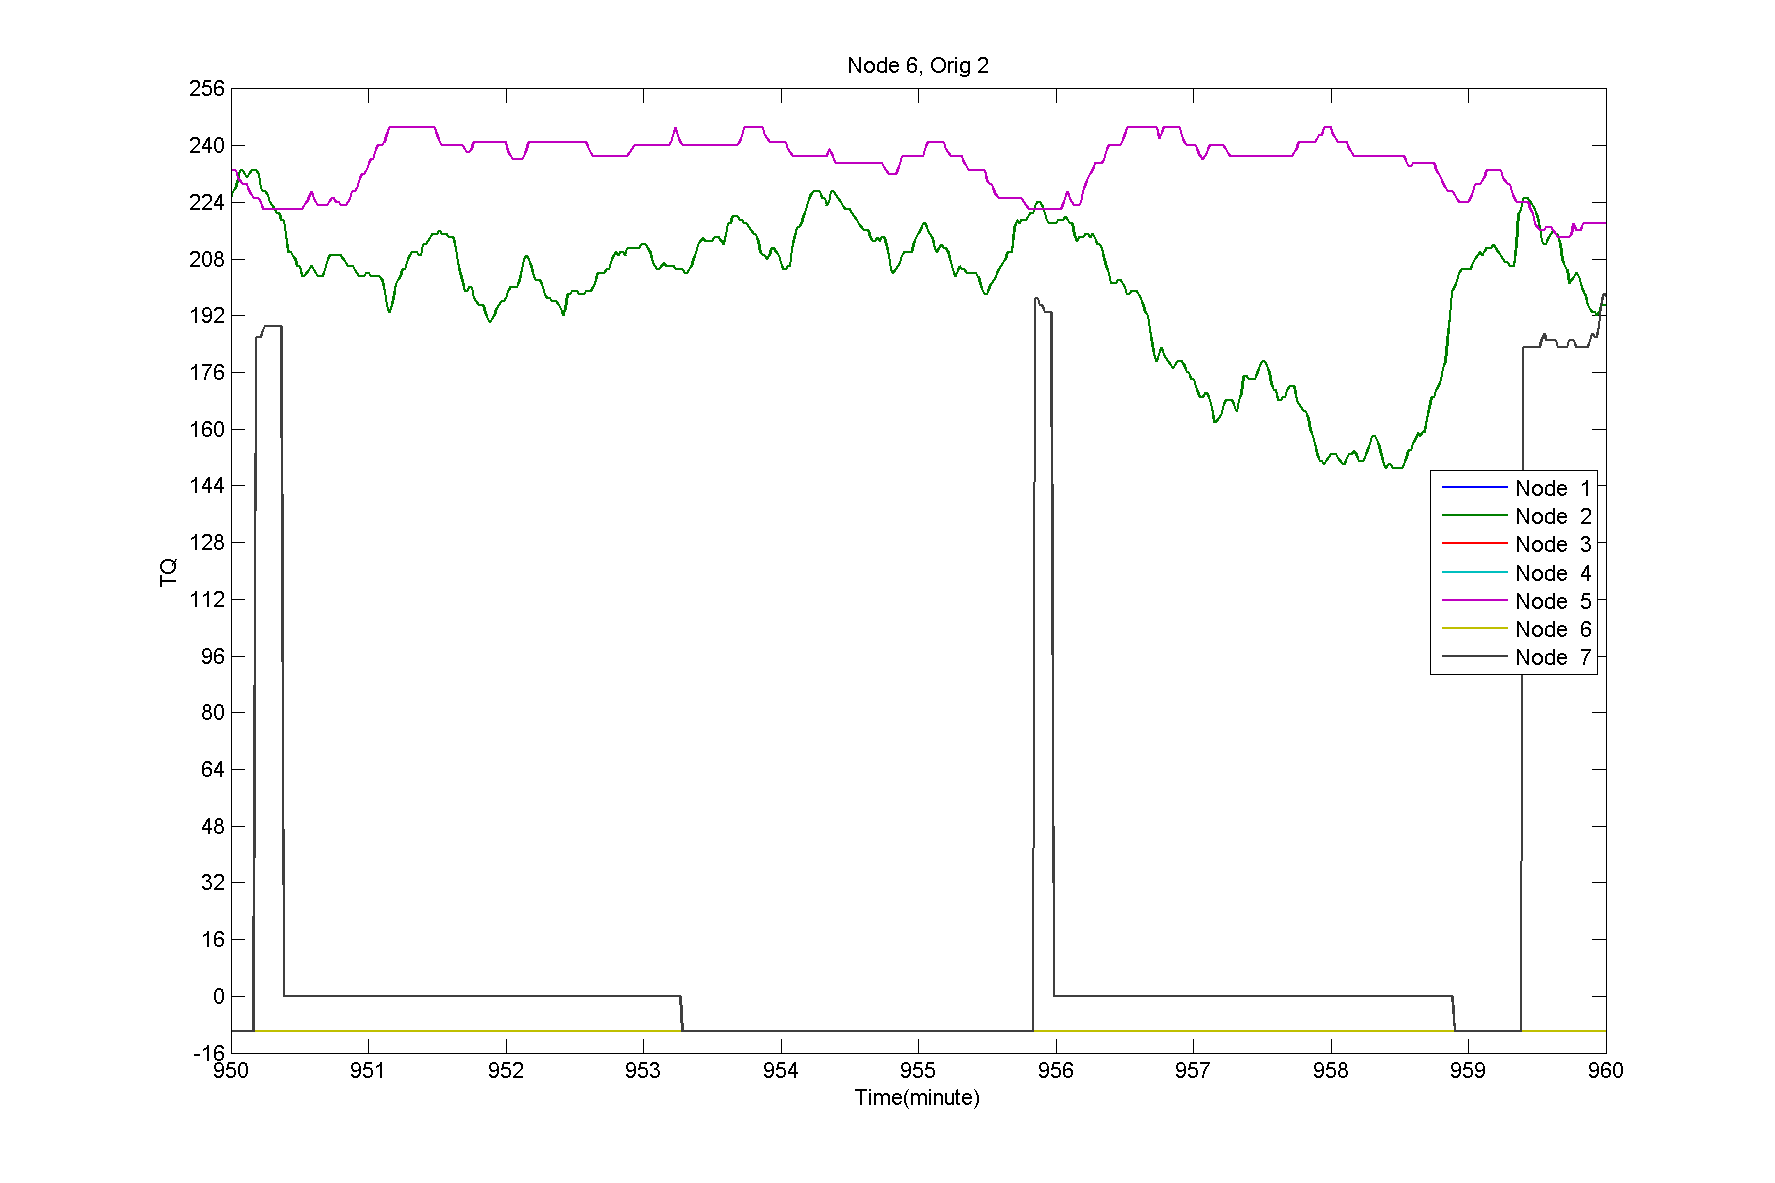 Node 6, Orig 2
256
240
224
208
192
176
160
144
128
112
96
80
64
48
32
16
0
-16
TQ
Node 1
Node 2
Node 3
Node 4
Node 5
Node 6
Node 7
950 951 952 953 954 955 956 957 958 959 960
Time(minute)